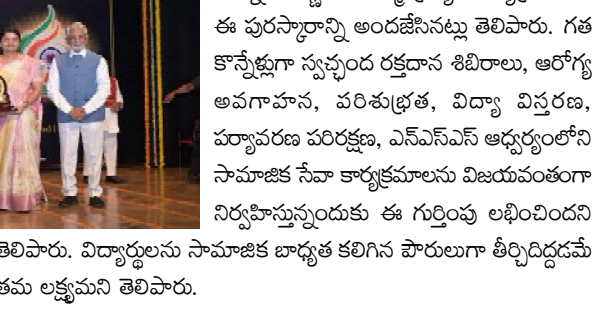 ఈ పురస్కారాన్ని అందజేసినట్లు తెలిపారు. గత
కొన్నేళ్లుగా స్వచ్ఛంద రక్తదాన శిబిరాలు, ఆరోగ్య
అవగాహన, పరిశుభ్రత, విద్యా విస్తరణ,
పర్యావరణ పరిరక్షణ, ఎన్ఎస్ఎస్ ఆధ్వర్యంలోని
సామాజిక సేవా కార్యక్రమాలను విజయవంతంగా
నిర్వహిస్తున్నందుకు ఈ గుర్తింపు లభించిందని
తెలిపారు. విద్యార్థులను సామాజిక బాధ్యత కలిగిన పౌరులుగా తీర్చిదిద్దడమే
తమ లక్ష్యమని తెలిపారు.